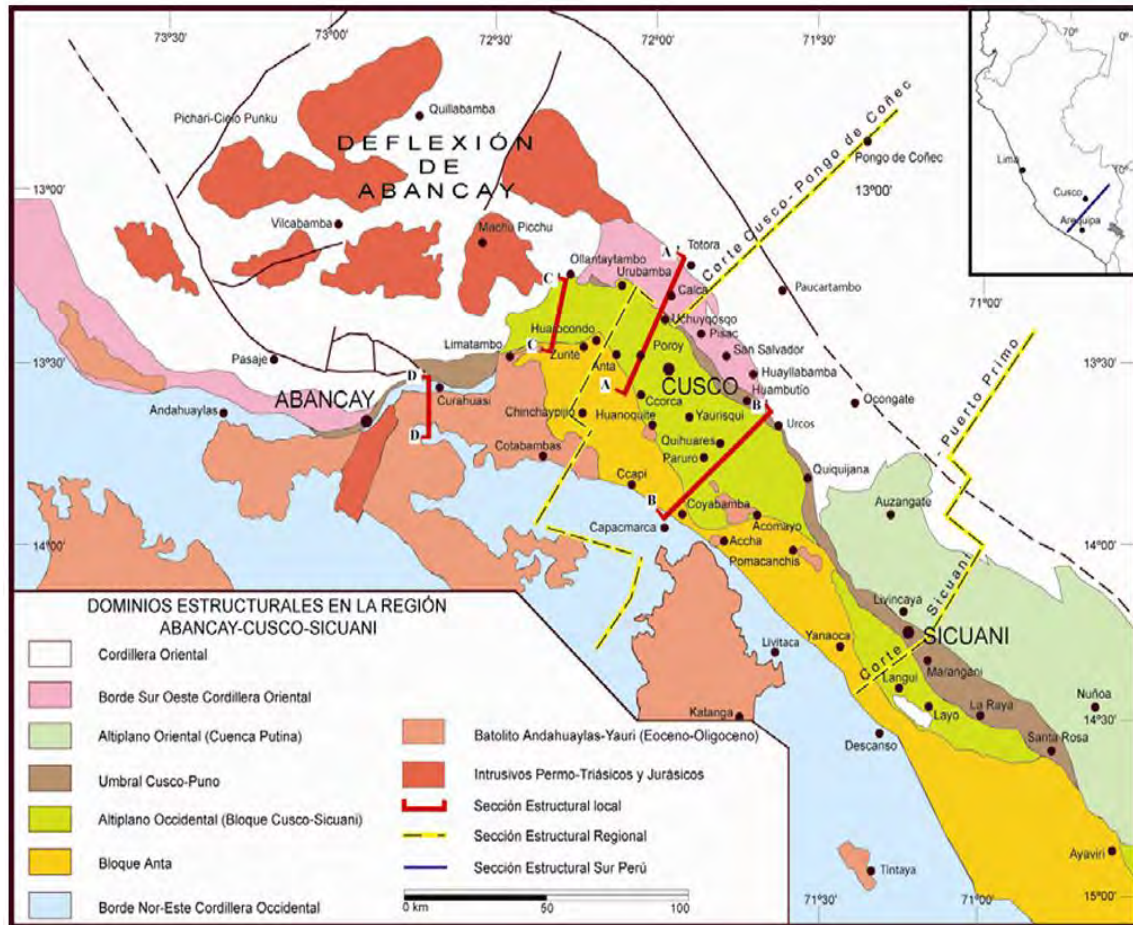 73°30'
73°00'
72°30'
72°00'
71°30'
70°
0°
Quillabamba
Pichari-Cielo Punku
DEFLEXIÓN
DE
ABANCAY
Corte Cusco-Pongo de Coñec
Pongo de Coñec
13°00'
13°00'
Lima
10°
Cusco
Arequipa
Vilcabamba
Machu Picchu
Ollantaytambo
A'
Totora
C'
Urubamba
Calca
Paucartambo
71°00'
Uchuyqosqo
Huarocondo
Pisac
Limatambo
C
Zurite
Anta
Poroy
San Salvador
13°30'
13°30'
Pasaje
D'
CUSCO
Huayllabamba
ABANCAY
Curahuasi
A
Ccorca
Huambutío
B'
Ocongate
Puerto Primo
Andahuaylas
Chinchaypijio
Huanoquite
Yaurisqui
Urcos
D
Quihuares
Cotabambas
Paruro
Quiquijana
Ccapi
B
Coyabamba
Auzangate
Capacmarca
Acomayo
14°00'
14°00'
Accha
Pomacanchis
DOMINIOS ESTRUCTURALES EN LA REGIÓN
ABANCAY-CUSCO-SICUANI
Livincaya
Corte Sicuani
SICUANI
Livitaca
Yanaoca
Marangani
Langui
Nuñoa
Layo
La Raya
Katanga
14°30'
Descanso
Santa Rosa
Tintaya
Ayaviri
15°00'
71°30'
71°00'
Cordillera Oriental
Borde Sur Oeste Cordillera Oriental
Altiplano Oriental (Cuenca Putina)
Umbral Cusco-Puno
Altiplano Occidental (Bloque Cusco-Sicuani)
Bloque Anta
Borde Nor-Este Cordillera Occidental
Batolito Andahuaylas-Yauri (Eoceno-Oligoceno)
Intrusivos Permo-Triásicos y Jurásicos
Sección Estructural local
Sección Estructural Regional
Sección Estructural Sur Perú
0 km
50
100